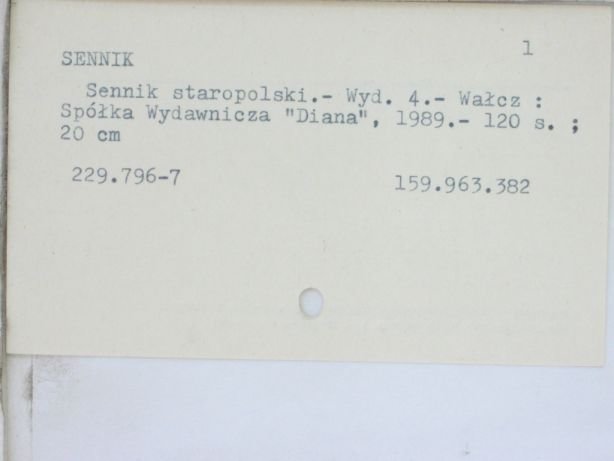 1
SENNIK
Sennik staropolski.- Wyd. 4.- Wałcz :
Spółka Wydawnicza "Diana", 1989.- 120 s. ;
20 cm
229.796-7 159.963.382